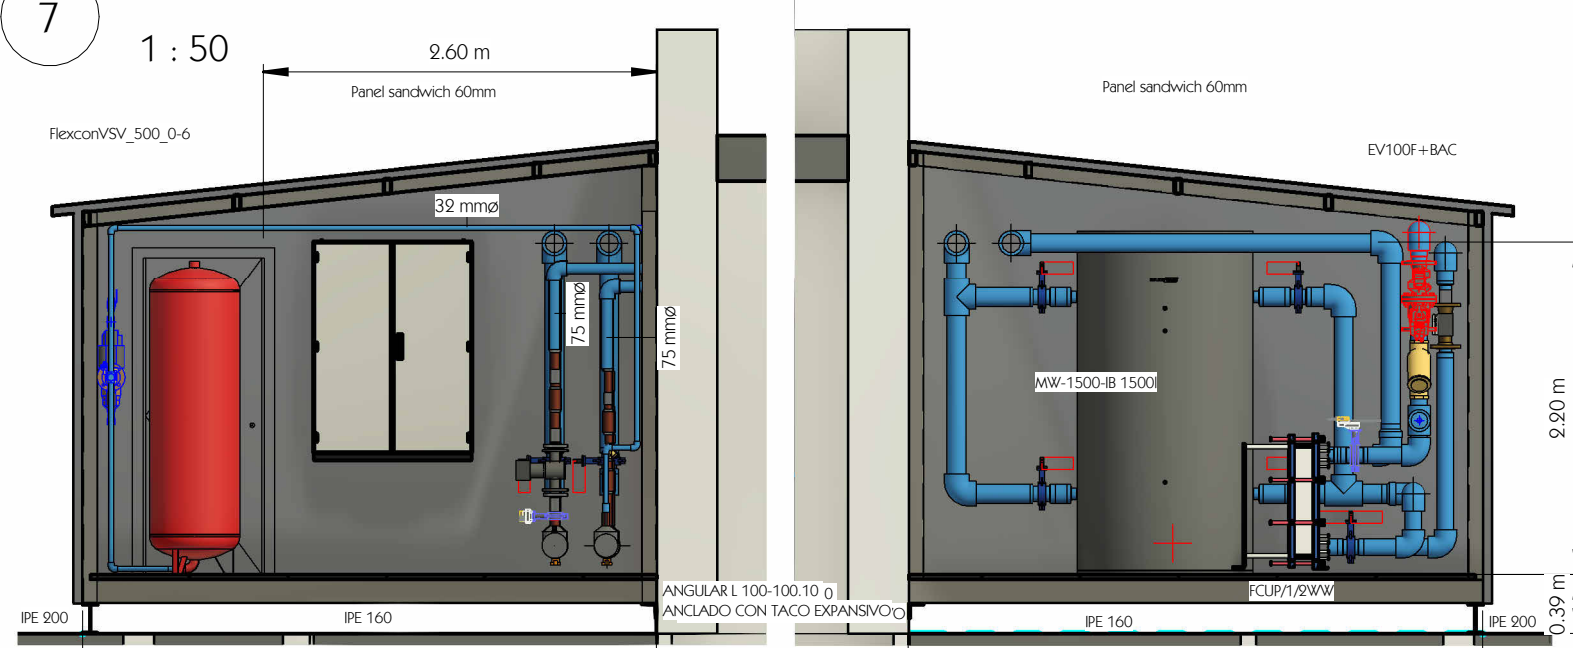 7
1 : 50
2.60 m
Panel sandwich 60mm
FlexconVSV_500_0-6
32 mmø
75 mmø
75 mmø
IPE 200
IPE 160
ANGULAR L 100-100.10
ANCLADO CON TACO EXPANSIVO
Panel sandwich 60mm
EV100F+BAC
MW-1500-IB 1500l
2.20 m
FCUP/1/2WW
0.39 m
IPE 160
IPE 200